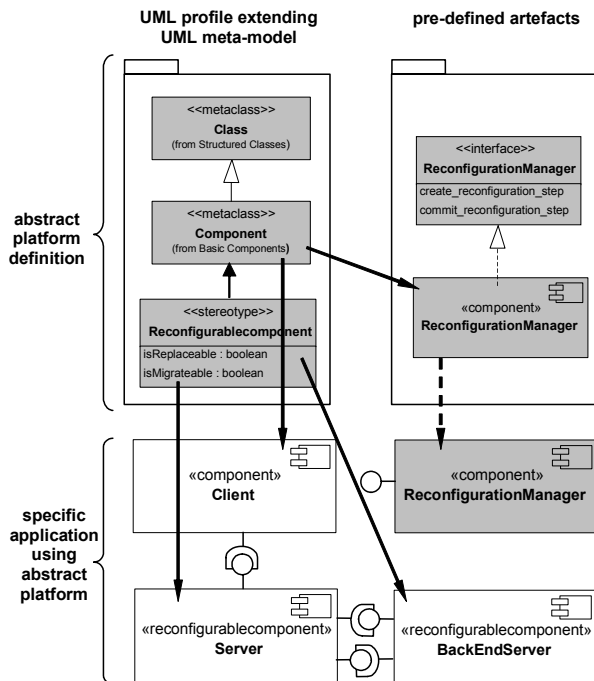 UML profile extending
UML meta-model
pre-defined artefacts
abstract
platform
definition
<<metaclass>>
Class
(from Structured Classes)
<<metaclass>>
Component
(from Basic Components)
<<stereotype>>
Reconfigurablecomponent
isReplaceable : boolean
isMigrateable : boolean
<<interface>>
ReconfigurationManager
create_reconfiguration_step
commit_reconfiguration_step
«component»
ReconfigurationManager
specific
application
using
abstract
platform
«component»
Client
«component»
ReconfigurationManager
«reconfigurablecomponent»
Server
«reconfigurablecomponent»
BackEndServer